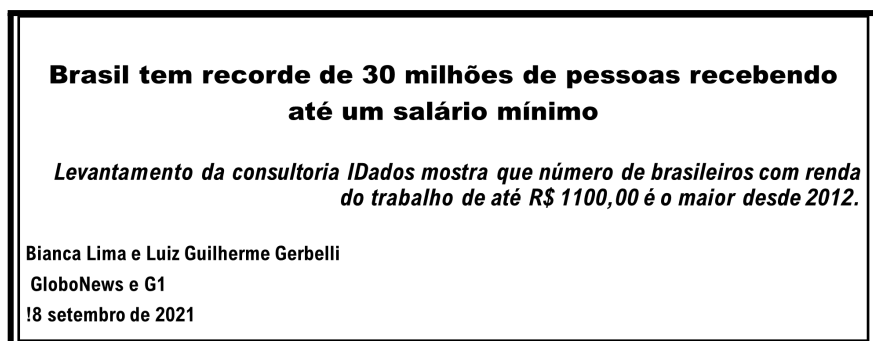 Brasil tem recorde de 30 milhões de pessoas recebendo
até um salário mínimo
Levantamento da consultoria IDados mostra que número de brasileiros com renda
do trabalho de até R$ 1100,00 é o maior desde 2012.
Bianca Lima e Luiz Guilherme Gerbelli
GloboNews e G1
!8 setembro de 2021